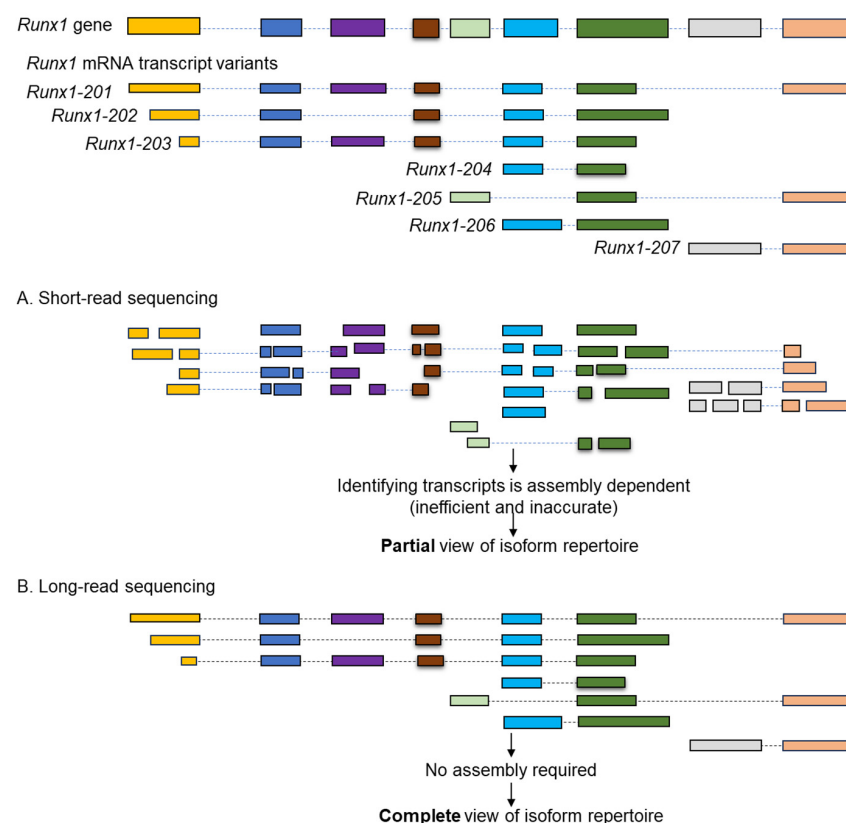 Runx1 gene
Runx1 mRNA transcript variants
Runx1-201
Runx1-202
Runx1-203
Runx1-204
Runx1-205
Runx1-206
Runx1-207
A. Short-read sequencing
Identifying transcripts is assembly dependent
(inefficient and inaccurate)
Partial view of isoform repertoire
B. Long-read sequencing
No assembly required
Complete view of isoform repertoire